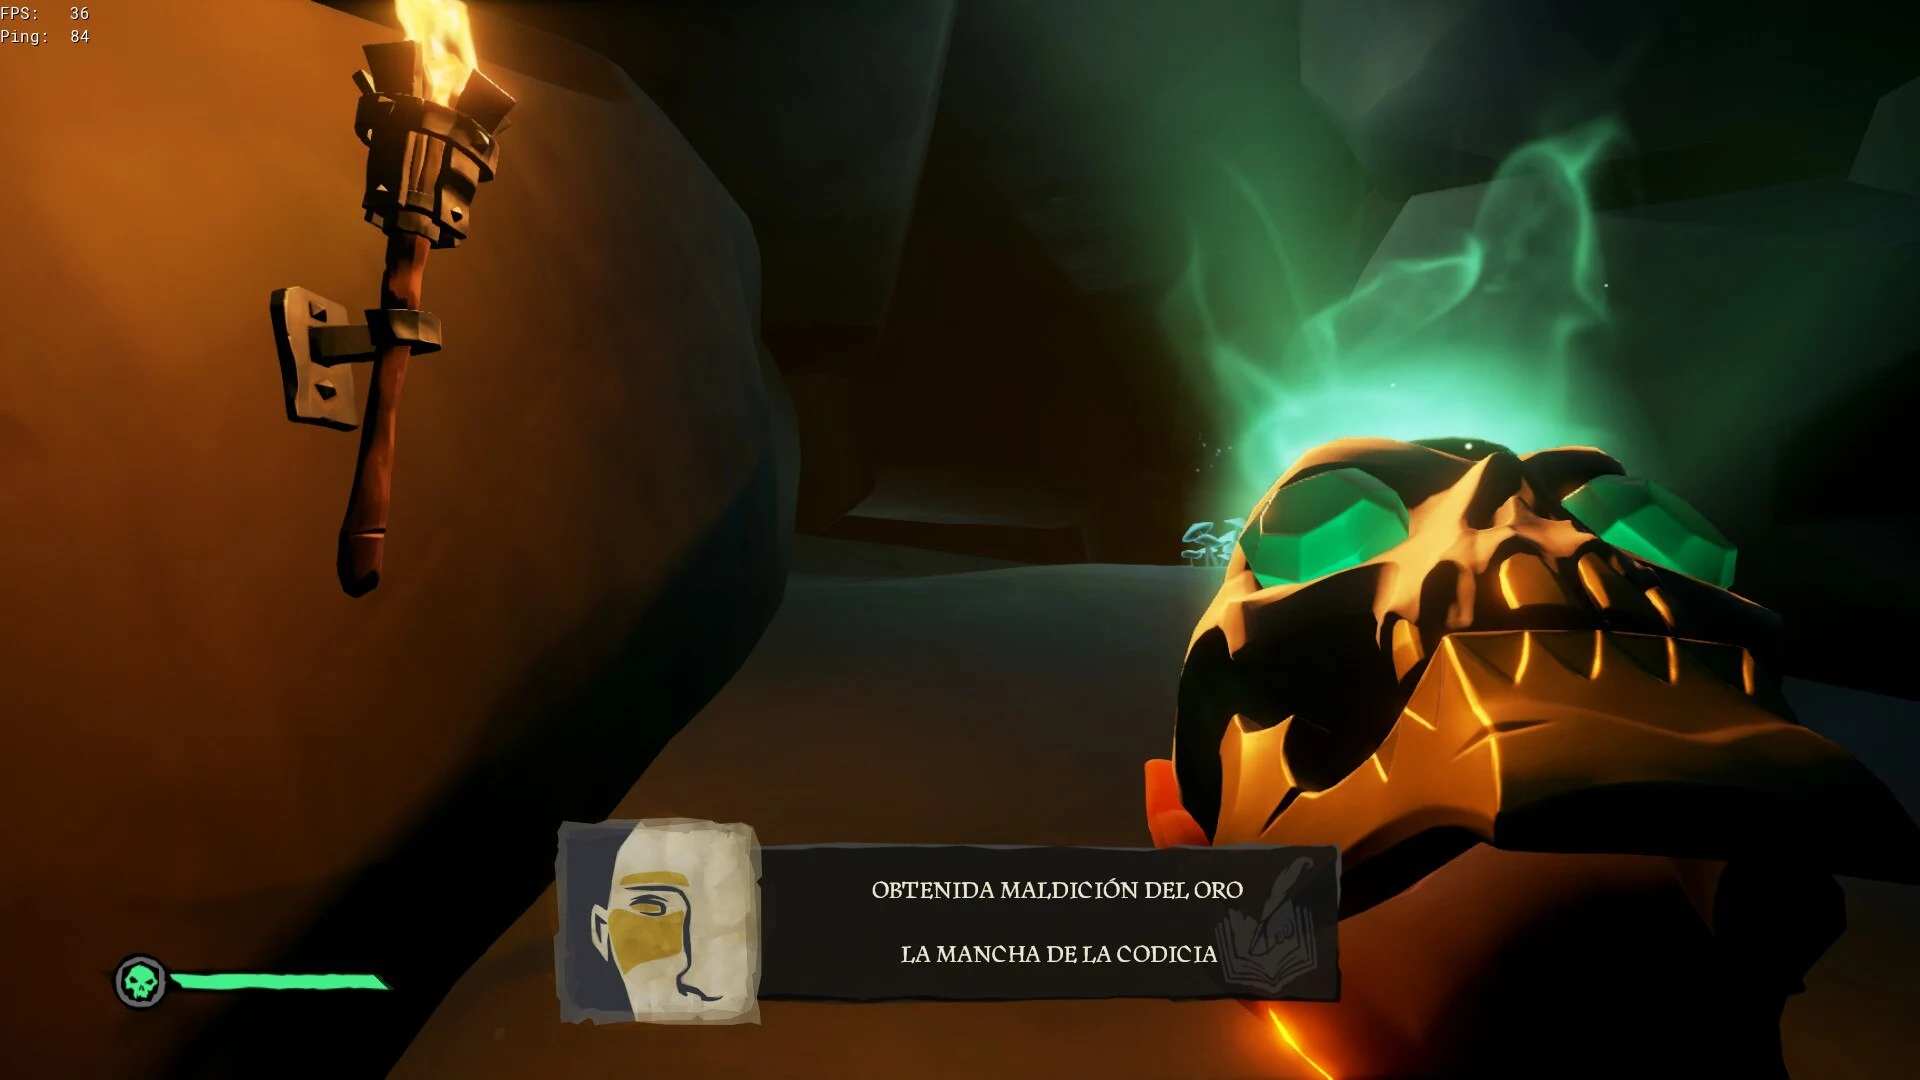 FPS: 36
Ping: 84
OBTENIDA MALDICIÓN DEL ORO
LA MANCHA DE LA CODICIA